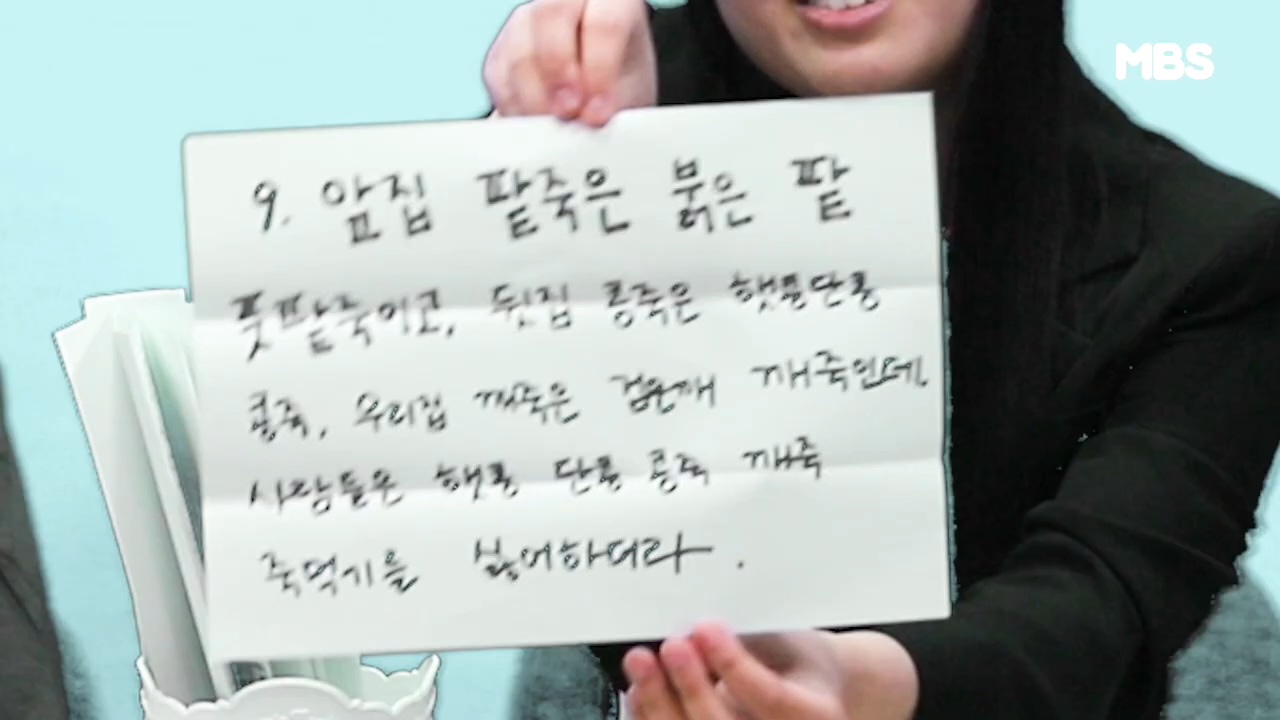 MBS
9. 앞집 팥죽은 붉은 팥
풋팥죽이고, 뒷집 콩죽은 햇콩단콩
콩죽, 우리집 깨죽은 검은깨 깨죽인데
사람들은 햇콩 단콩 콩죽 깨죽
죽먹기를 싫어하더라.